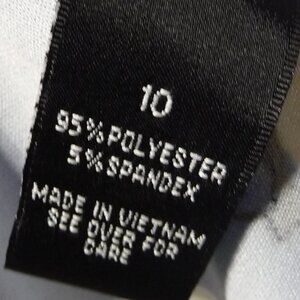 10
95% POLYESTER
5% SPANDEX
MADE IN VIETNAM
SEE OVER FOR
CARE